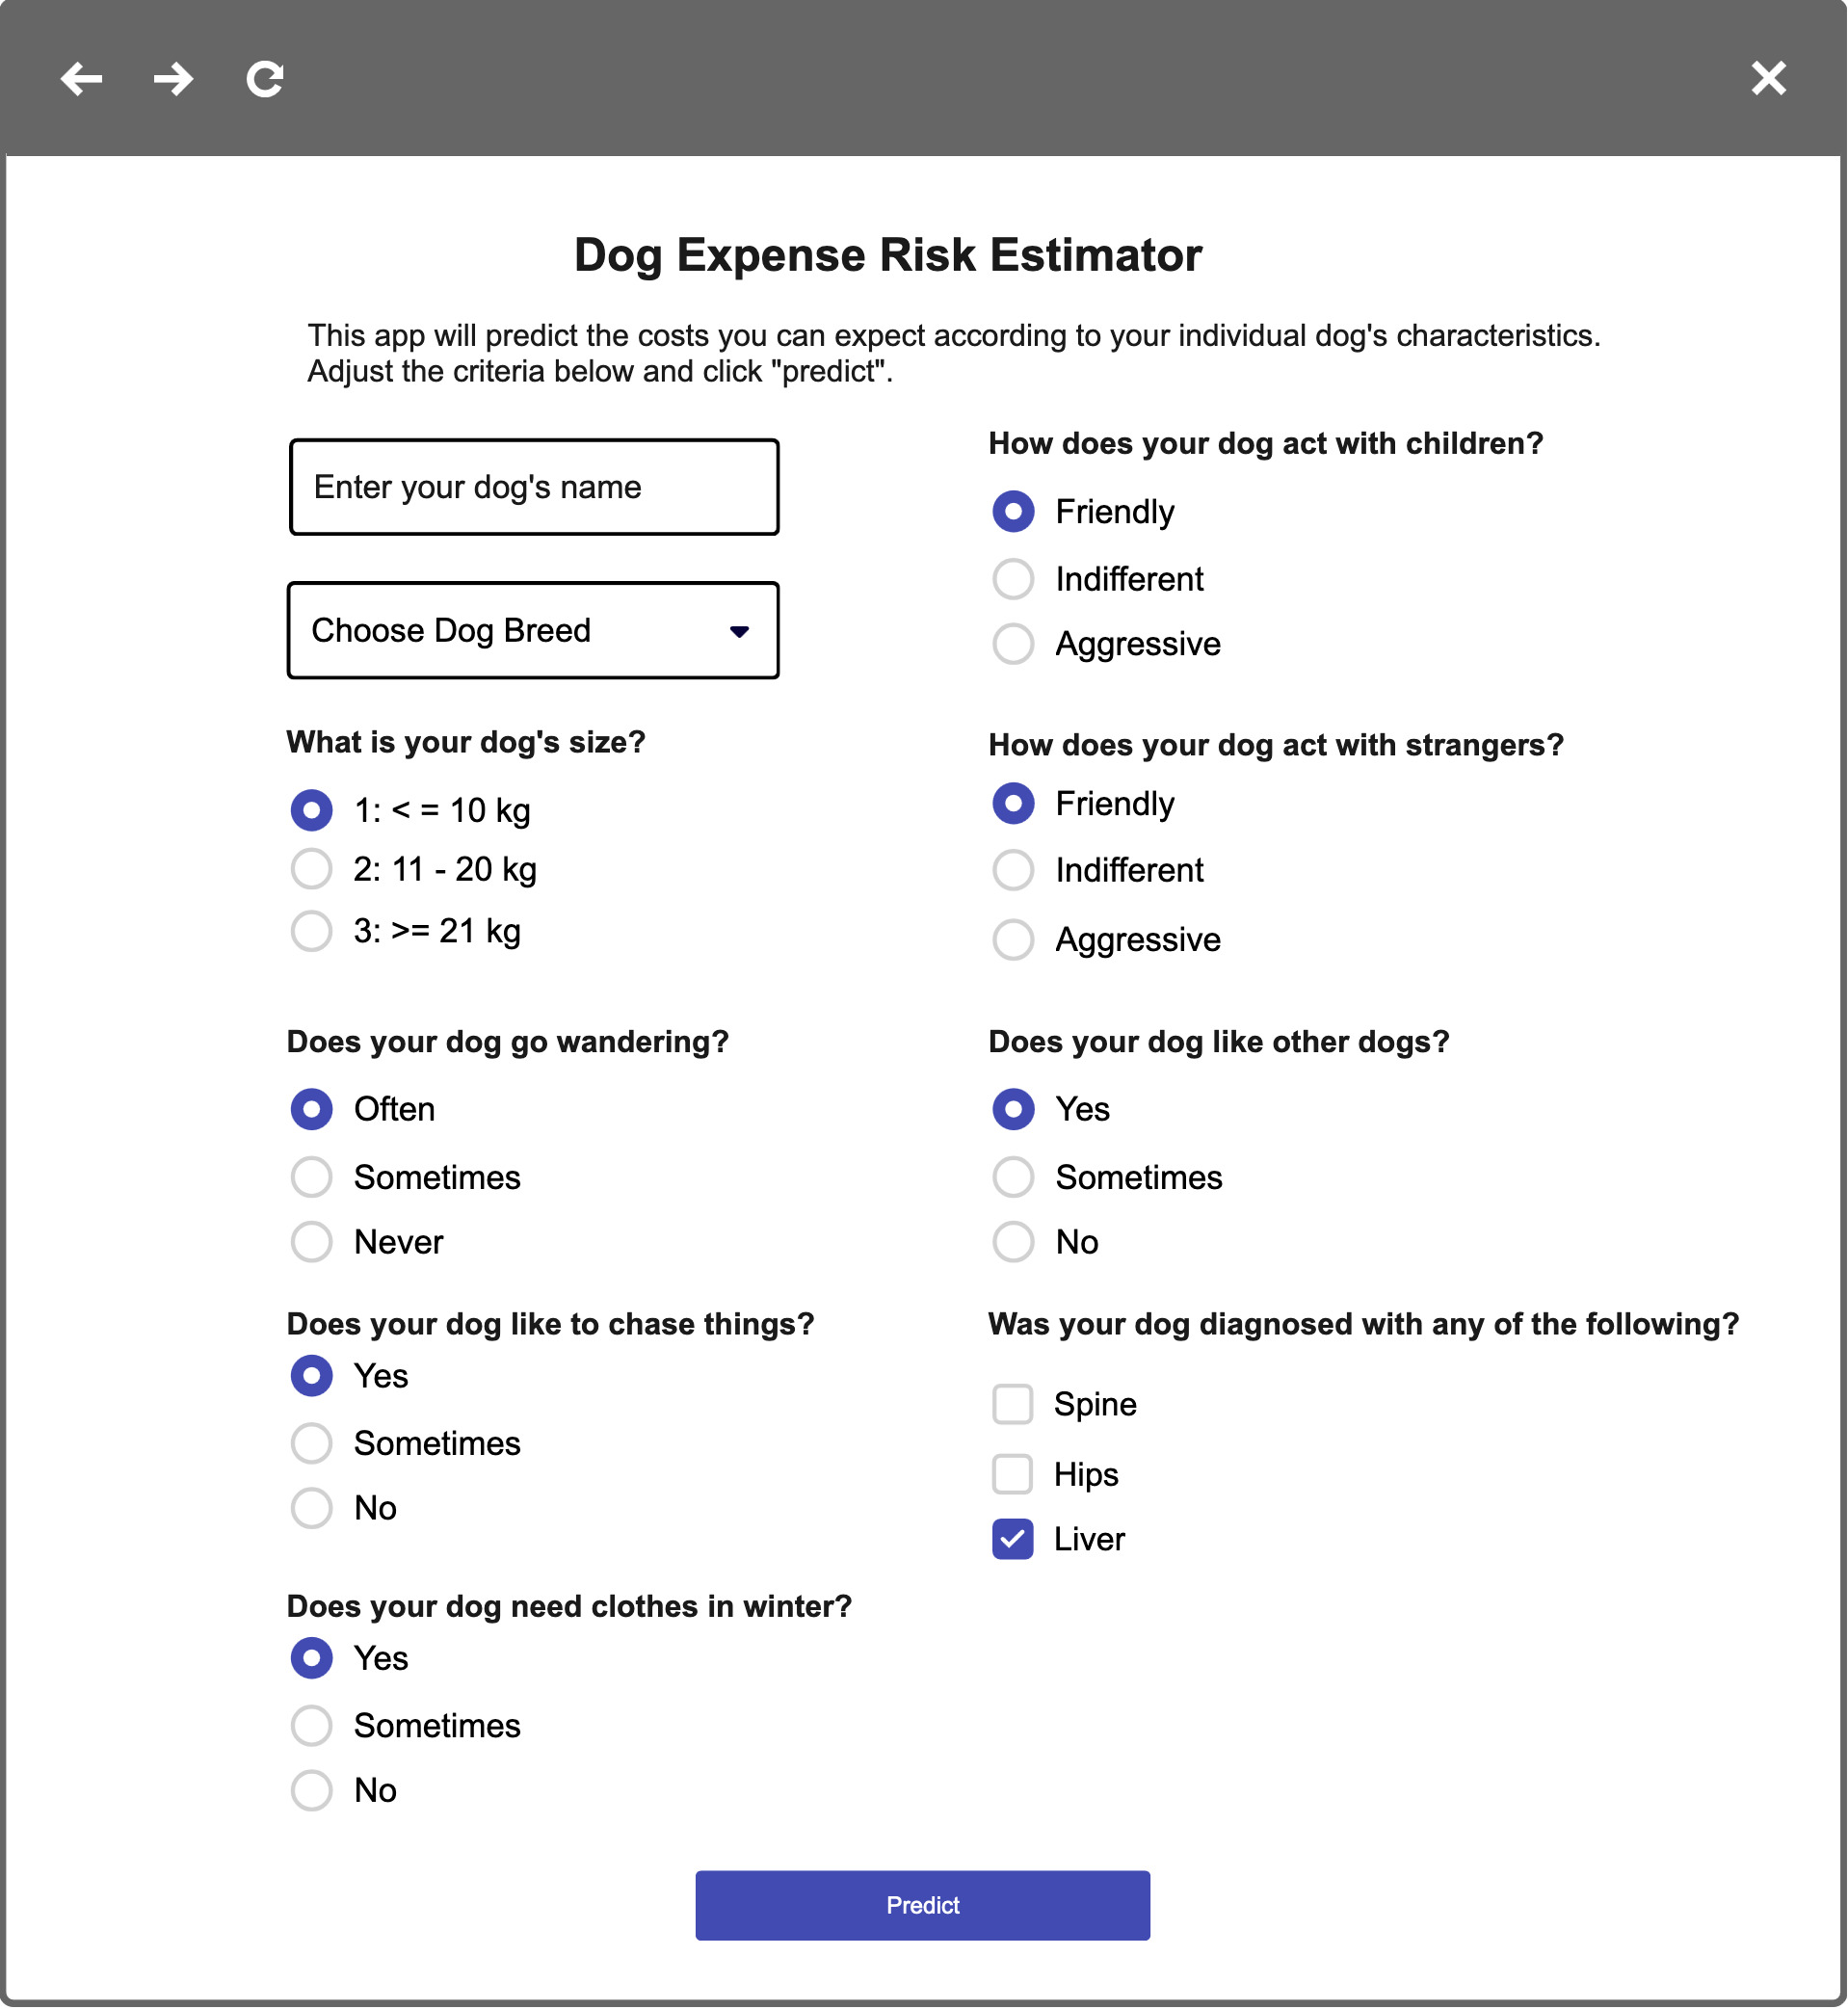 Dog Expense Risk Estimator
This app will predict the costs you can expect according to your individual dog's characteristics.
Adjust the criteria below and click "predict".
Enter your dog's name
Choose Dog Breed
What is your dog's size?
1: < = 10 kg
2: 11 - 20 kg
3: >= 21 kg
Does your dog go wandering?
Often
Sometimes
Never
Does your dog like to chase things?
Yes
Sometimes
No
Does your dog need clothes in winter?
Yes
Sometimes
No
How does your dog act with children?
Friendly
Indifferent
Aggressive
How does your dog act with strangers?
Friendly
Indifferent
Aggressive
Does your dog like other dogs?
Yes
Sometimes
No
Was your dog diagnosed with any of the following?
Spine
Hips
Liver
Predict